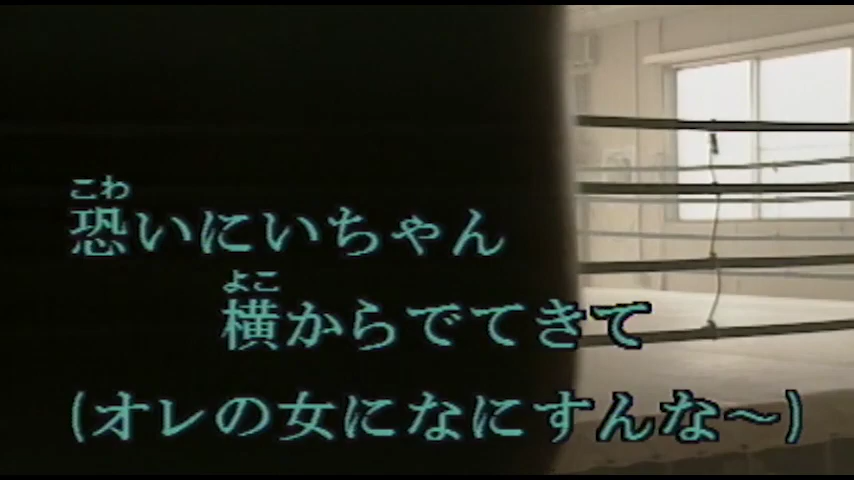 こわ
恐いにいちゃん
よこ
横からでてきて
(オレの女になにすんな～)